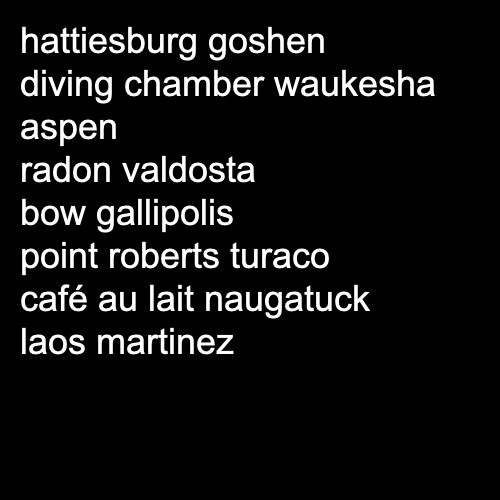 hattiesburg goshen
diving chamber waukesha
aspen
radon valdosta
bow gallipolis
point roberts turaco
café au lait naugatuck
laos martinez